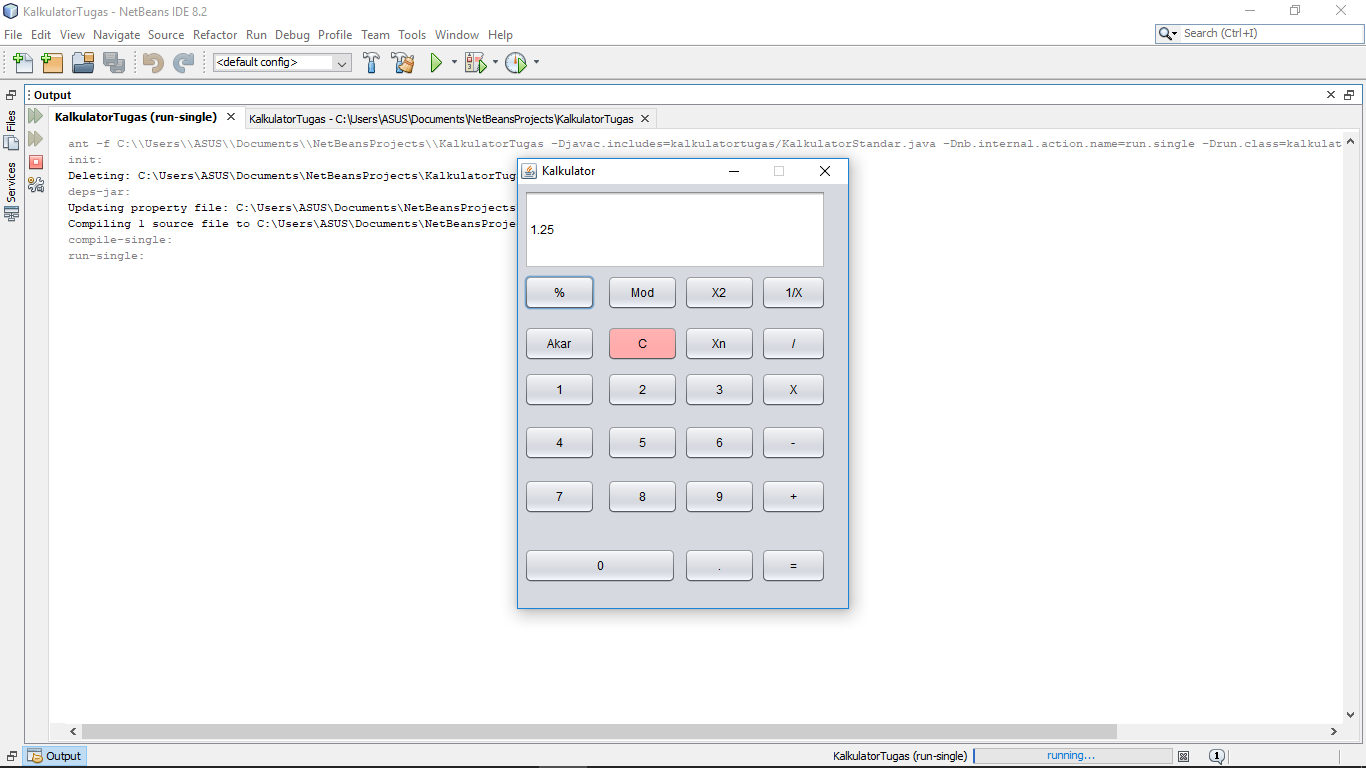 KalkulatorTugas - NetBeans IDE 8.2
File Edit View Navigate Source Refactor Run Debug Profile Team Tools Window Help
Search (Ctrl+I)
<default config>
Output
Files
Services
KalkulatorTugas (run-single)
KalkulatorTugas - C:\Users\ASUS\Documents\NetBeansProjects\KalkulatorTugas
ant -f C:\\Users\\ASUS\\Documents\\NetBeansProjects\\KalkulatorTugas -Djavac.includes=kalkulatortugas/KalkulatorStandar.java -Dnb.internal.action.name=run.single -Drun.class=kalkulat
init:
Deleting: C:\Users\ASUS\Documents\NetBeansProjects\KalkulatorTug
deps-jar:
Updating property file: C:\Users\ASUS\Documents\NetBeansProjects
Compiling 1 source file to C:\Users\ASUS\Documents\NetBeansProje
compile-single:
run-single:
Kalkulator
1.25
% Mod X2 1/X
Akar C Xn /
1 2 3 X
4 5 6 -
7 8 9 +
0 . =
Output
KalkulatorTugas (run-single)
running...
1